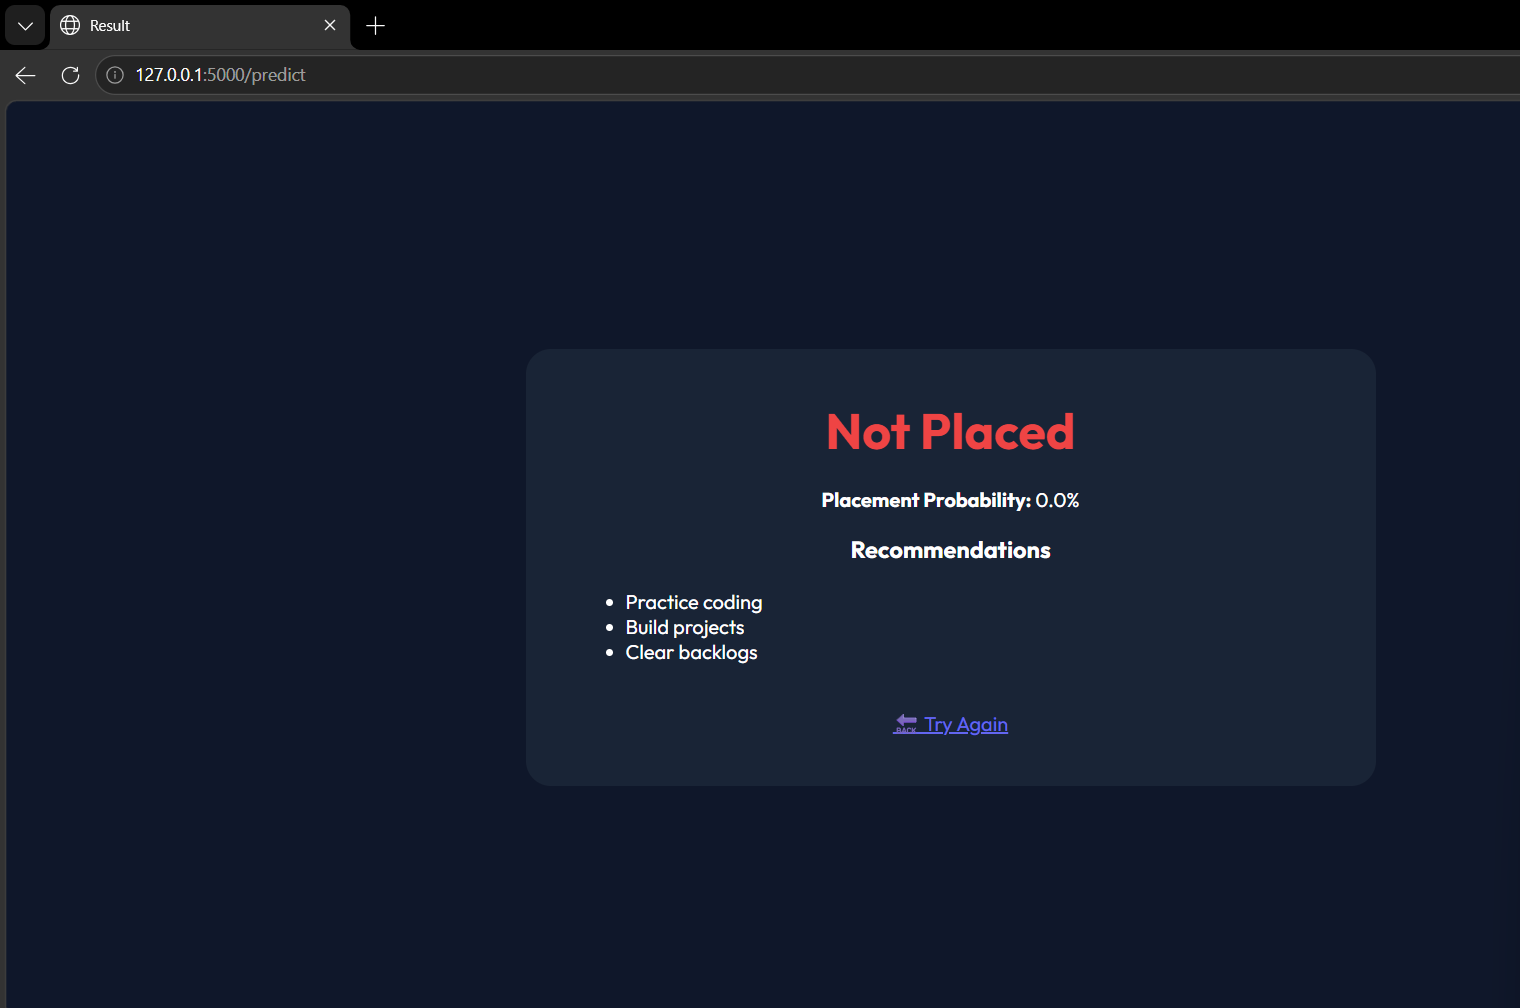 Result
127.0.0.1:5000/predict
Not Placed
Placement Probability: 0.0%
Recommendations
Practice coding
Build projects
Clear backlogs
BACK Try Again